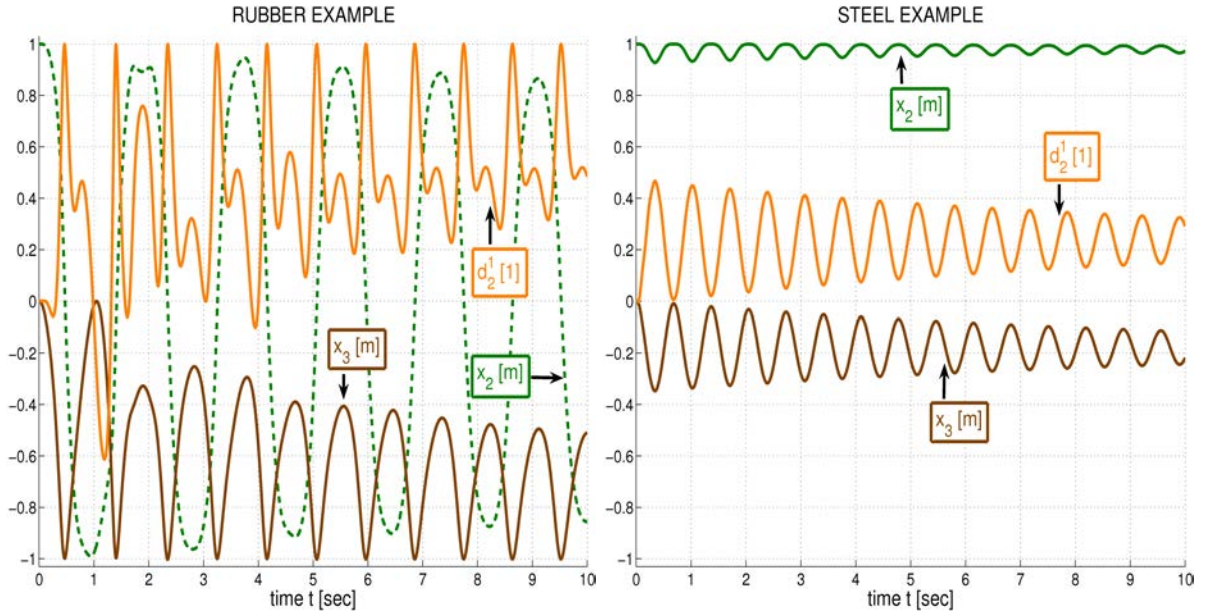 RUBBER EXAMPLE
1
0.8
0.6
0.4
0.2
0
−0.2
−0.4
−0.6
−0.8
−1
0 1 2 3 4 5 6 7 8 9 10
time t [sec]
d₂¹ [1]
x₃ [m]
x₂ [m]
STEEL EXAMPLE
1
0.8
0.6
0.4
0.2
0
−0.2
−0.4
−0.6
−0.8
−1
0 1 2 3 4 5 6 7 8 9 10
time t [sec]
x₂ [m]
d₂¹ [1]
x₃ [m]